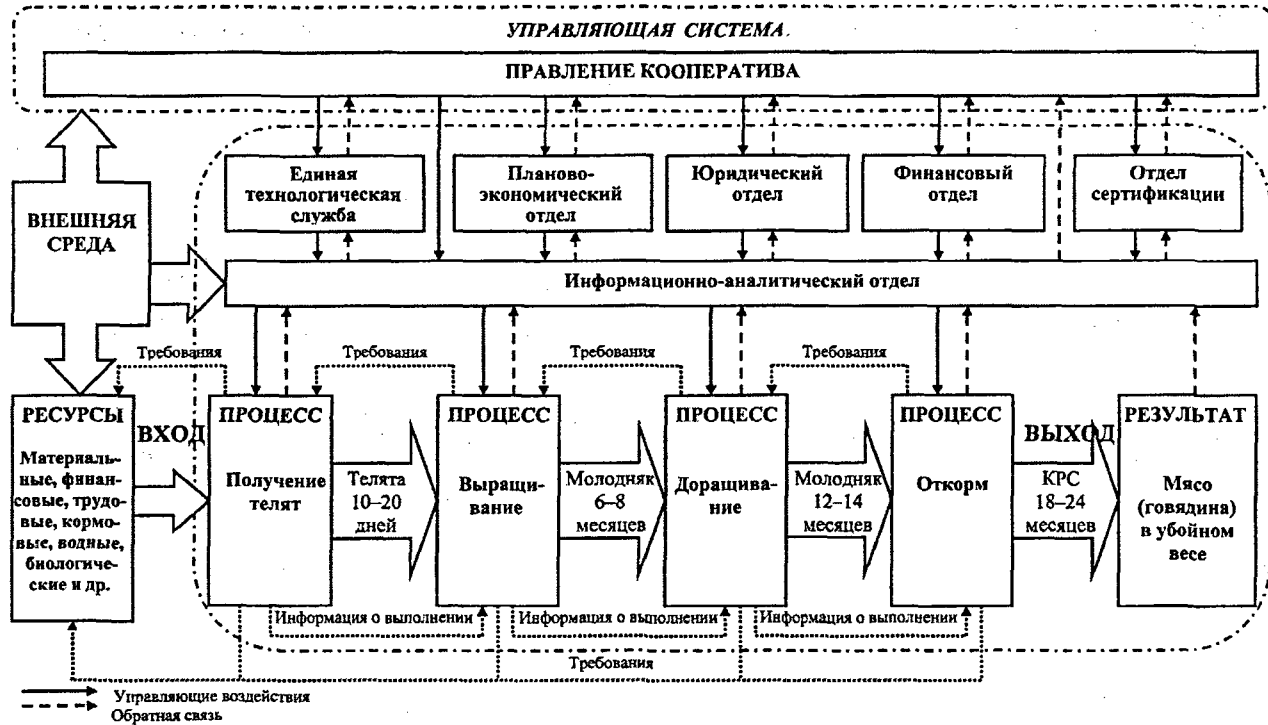 УПРАВЛЯЮЩАЯ СИСТЕМА.
ПРАВЛЕНИЕ КООПЕРАТИВА
ВНЕШНЯЯ
СРЕДА
Единая
технологическая
служба
Планово-
экономический
отдел
Юридический
отдел
Финансовый
отдел
Отдел
сертификации
Информационно-аналитический отдел
Требования
Требования
Требования
Требования
РЕСУРСЫ
Материаль-
ные, финан-
совые, трудо-
вые, кормо-
вые, водные,
биологиче-
ские и др.
ВХОД
ПРОЦЕСС
Получение
телят
Телята
10–20
дней
ПРОЦЕСС
Выращи-
вание
Молодняк
6–8
месяцев
ПРОЦЕСС
Доращива-
ние
Молодняк
12–14
месяцев
ПРОЦЕСС
Откорм
ВЫХОД
КРС
18–24
месяцев
РЕЗУЛЬТАТ
Мясо
(говядина)
в убойном
весе
Информация о выполнении
Информация о выполнении
Информация о выполнении
Требования
Управляющие воздействия
Обратная связь